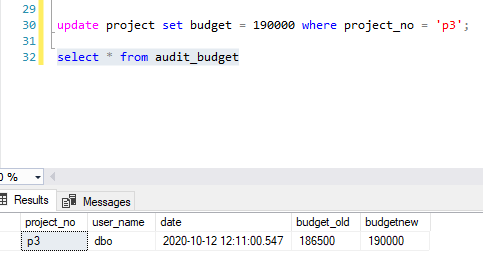 29
30 update project set budget = 190000 where project_no = 'p3';
31
32 select * from audit_budget
0 %
Results Messages
project_no user_name date budget_old budgetnew
p3 dbo 2020-10-12 12:11:00.547 186500 190000